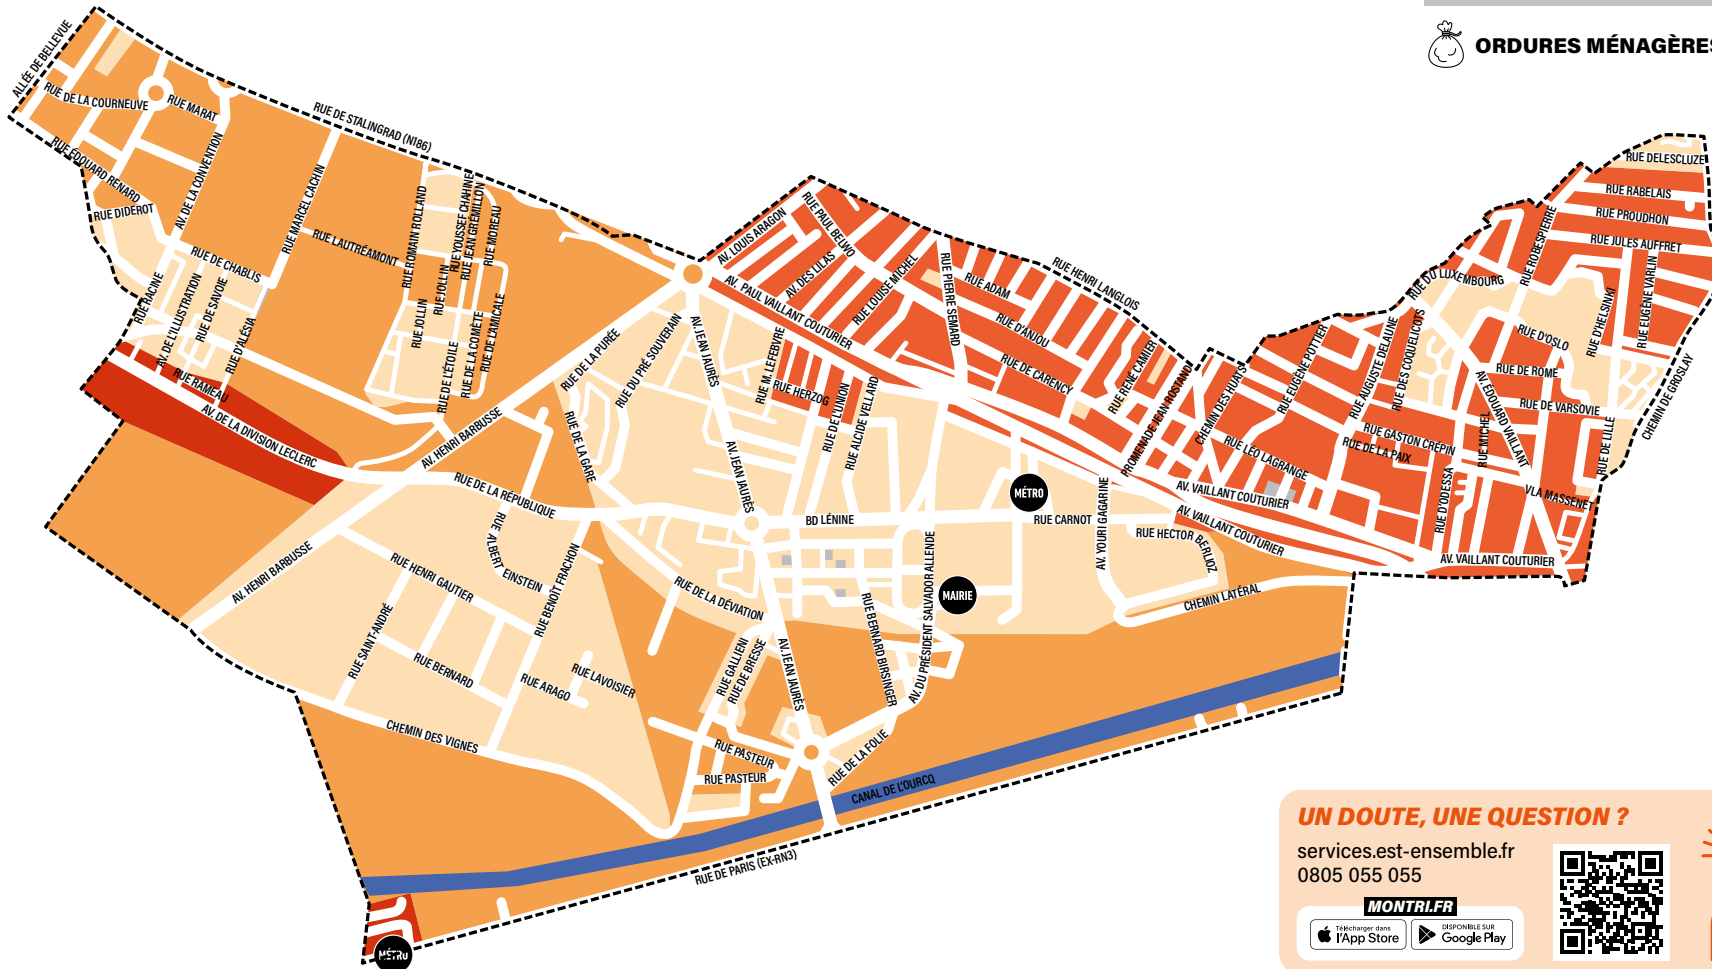 ORDURES MÉNAGÈRES
ALLÉE DE BELLEVUE
RUE DE LA COURNEUVE
RUE MARAT
RUE DE STALINGRAD (N186)
RUE ÉDOUARD RENARD
AV. DE LA CONVENTION
RUE DIDEROT
RUE MARCEL CACHIN
RUE DE CHABLIS
RUE LAUTRÉAMONT
RUE ROMAIN ROLLAND
RUE YOUSSEF CHAHINE
RUE JEAN GRÉMILLON
RUE MOREAU
RUE JOLLIN
RUE JOLLIN
RUE RACINE
AV. DE L'ILLUSTRATION
RUE DE SAVOIE
RUE D'ALÉSIA
RUE RAMEAU
AV. DE LA DIVISION LECLERC
RUE DE L'ÉTOILE
RUE DE LA COMÈTE
RUE DE L'AMICALE
AV. HENRI BARBUSSE
RUE DE LA PURÉE
RUE DU PRÉ SOUVERAIN
RUE DE LA GARE
AV. JEAN JAURÈS
RUE M. LEFEBVRE
RUE HERZOG
RUE DE L'UNION
RUE ALCIDE VELLARD
AV. LOUIS ARAGON
RUE PAUL BELWO
AV. DES LILAS
AV. PAUL VAILLANT COUTURIER
RUE LOUISE MICHEL
RUE PIERRE SEMARD
RUE ADAM
RUE HENRI LANGLOIS
RUE D'ANJOU
RUE DE CARENCY
RUE RENÉ CAMIER
PROMENADE JEAN ROSTAND
CHEMIN DES HUATS
RUE LÉO LAGRANGE
RUE EUGÈNE POTTIER
RUE AUGUSTE DELAUNE
RUE DES COQUELICOTS
RUE DU LUXEMBOURG
RUE ROBESPIERRE
RUE DELESCLUZE
RUE RABELAIS
RUE PROUDHON
RUE JULES AUFFRET
RUE EUGÈNE VARLIN
RUE D'HELSINKI
RUE D'OSLO
RUE DE ROME
RUE DE VARSOVIE
CHEMIN DE GROSLAY
RUE DE LILLE
AV. ÉDOUARD VAILLANT
RUE GASTON CRÉPIN
RUE DE LA PAIX
RUE MICHEL
RUE D'ODESSA
VLA MASSENET
AV. VAILLANT COUTURIER
AV. VAILLANT COUTURIER
AV. VAILLANT COUTURIER
RUE DE LA RÉPUBLIQUE
AV. JEAN JAURÈS
BD LÉNINE
MÉTRO
RUE CARNOT
AV. YOURI GAGARINE
RUE HECTOR BERLIOZ
CHEMIN LATÉRAL
MAIRIE
AV. DU PRÉSIDENT SALVADOR ALLENDE
RUE BERNARD BIRSINGER
RUE ALBERT EINSTEIN
AV. HENRI BARBUSSE
RUE HENRI GAUTIER
RUE BENOÎT FRACHON
RUE DE LA DÉVIATION
RUE SAINT-ANDRÉ
RUE BERNARD
RUE ARAGO
RUE LAVOISIER
RUE GALLIENI
RUE DE BRESSE
AV. JEAN JAURÈS
CHEMIN DES VIGNES
RUE PASTEUR
RUE PASTEUR
RUE DE LA FOLIE
CANAL DE L'OURCQ
RUE DE PARIS (EX-RN3)
MÉTRO
UN DOUTE, UNE QUESTION ?
services.est-ensemble.fr
0805 055 055
MONTRI.FR
Télécharger dans
l'App Store
DISPONIBLE SUR
Google Play